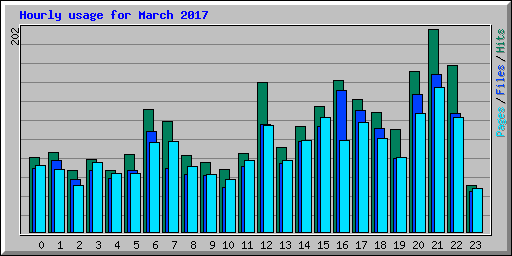 Hourly usage for March 2017
202
Pages/Files/Hits
0 1 2 3 4 5 6 7 8 9 10 11 12 13 14 15 16 17 18 19 20 21 22 23